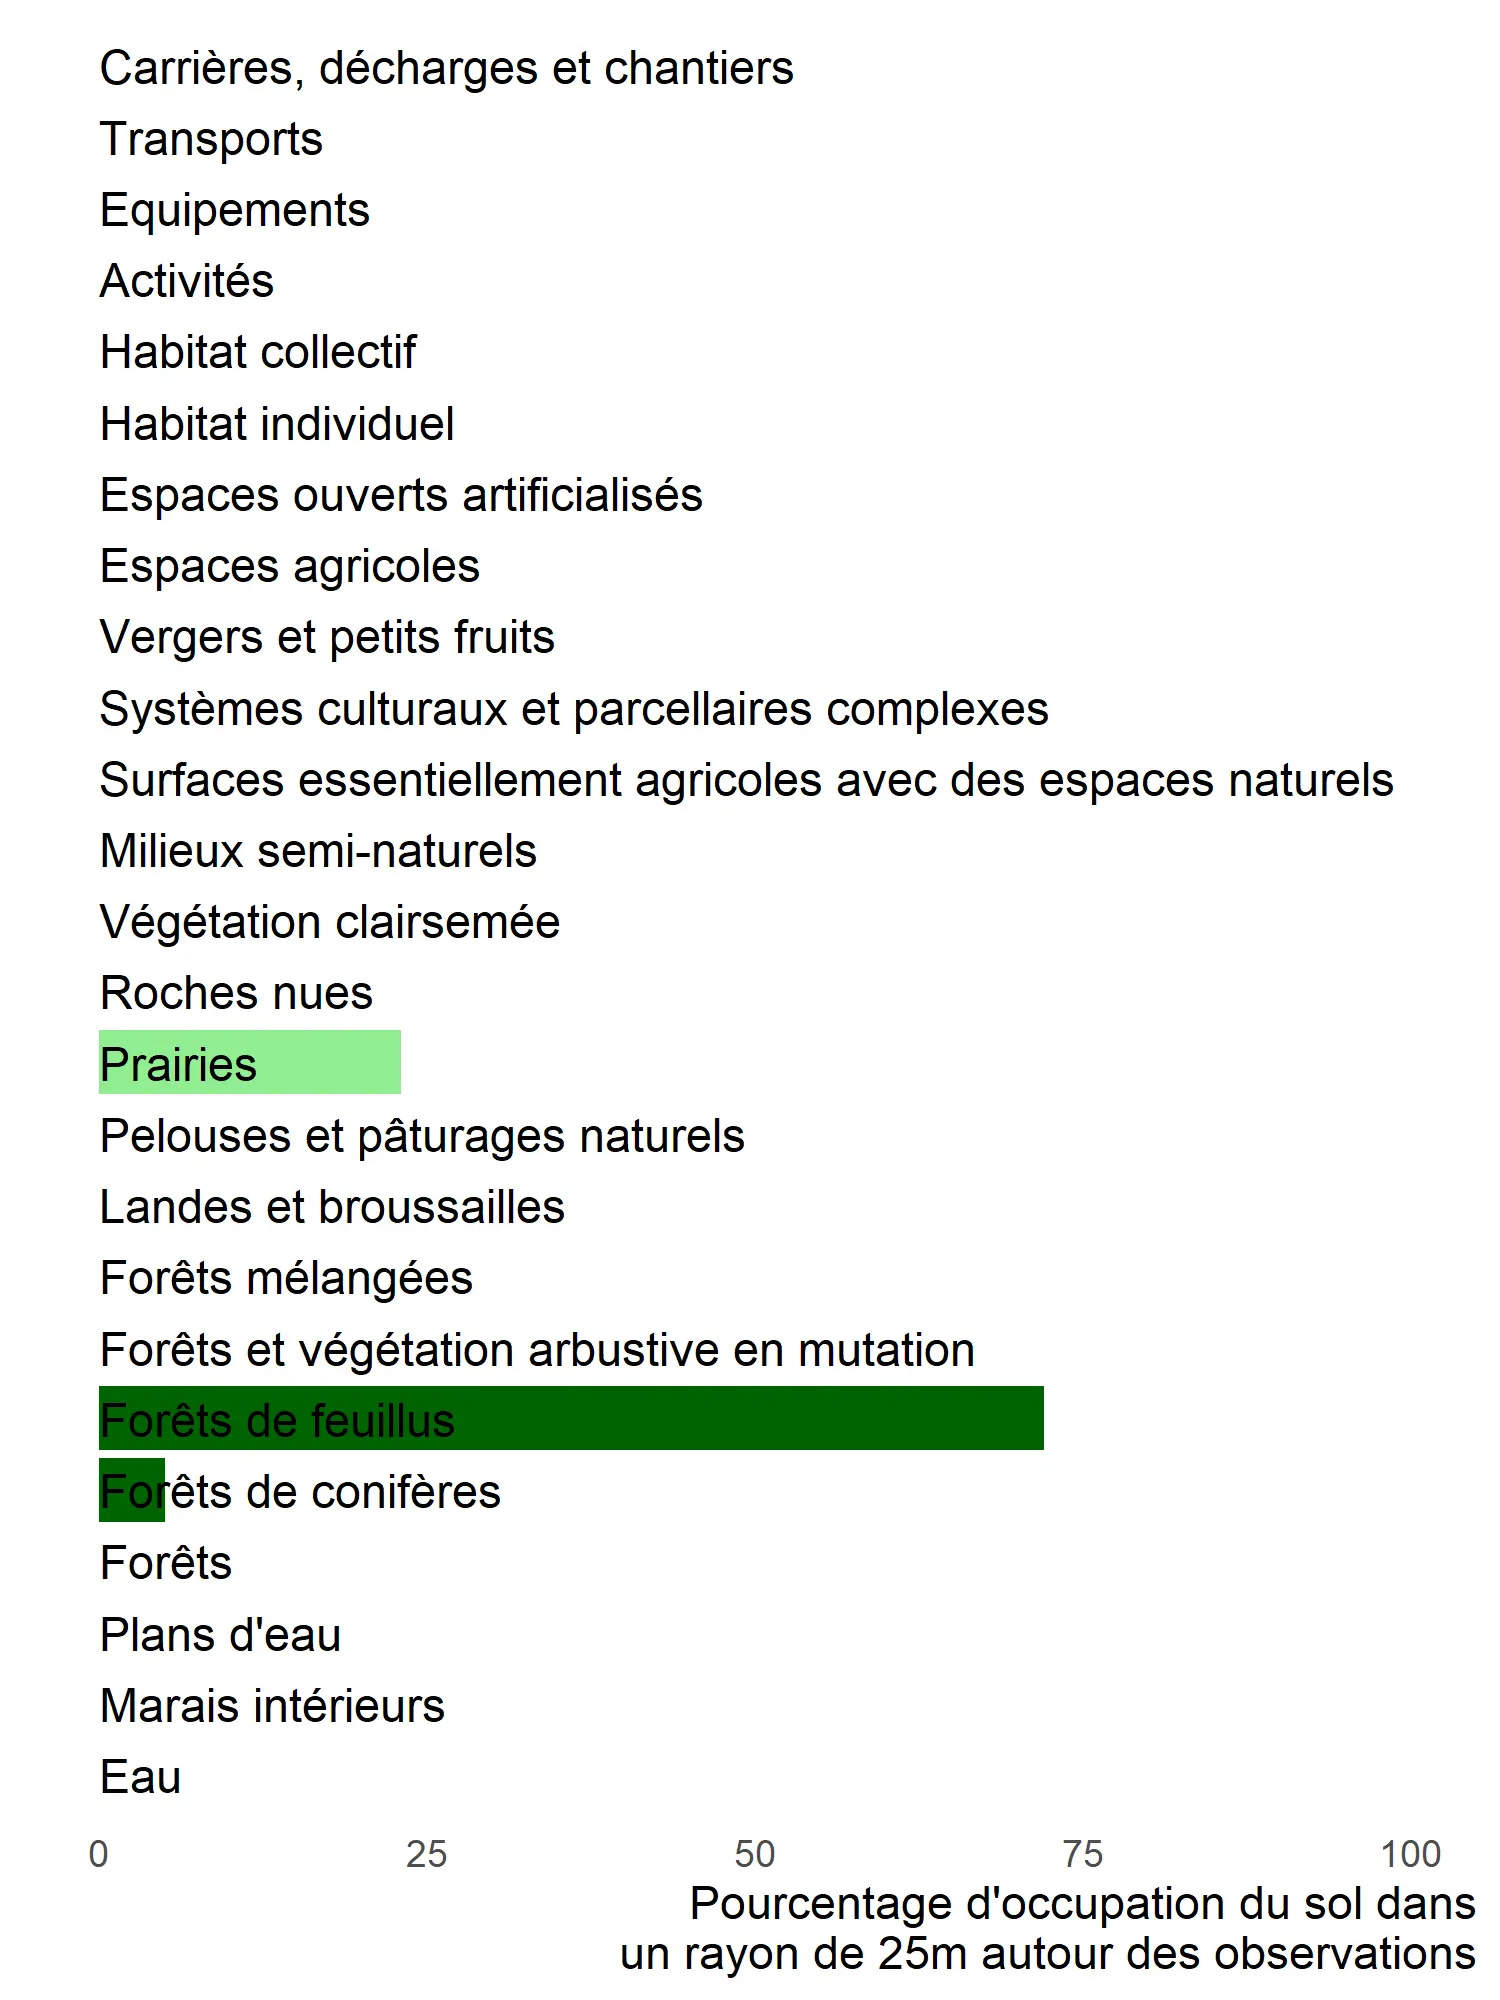 Carrières, décharges et chantiers
Transports
Equipements
Activités
Habitat collectif
Habitat individuel
Espaces ouverts artificialisés
Espaces agricoles
Vergers et petits fruits
Systèmes culturaux et parcellaires complexes
Surfaces essentiellement agricoles avec des espaces naturels
Milieux semi-naturels
Végétation clairsemée
Roches nues
Prairies
Pelouses et pâturages naturels
Landes et broussailles
Forêts mélangées
Forêts et végétation arbustive en mutation
Forêts de feuillus
Forêts de conifères
Forêts
Plans d'eau
Marais intérieurs
Eau
0 25 50 75 100
Pourcentage d'occupation du sol dans
un rayon de 25m autour des observations